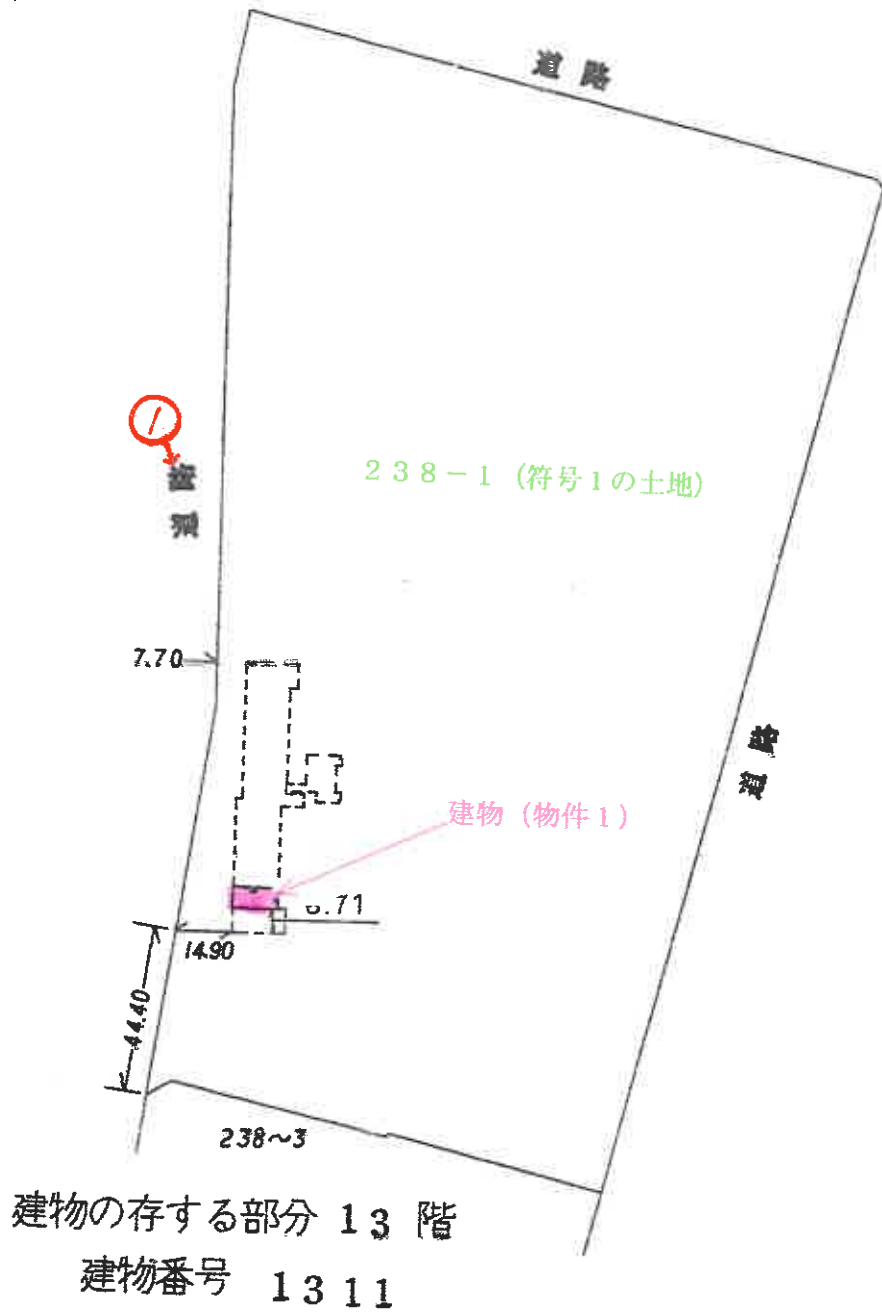 道路
1
道路
238-1 (符号1の土地)
7.70
道路
建物 (物件1)
6.71
14.90
44.40
238~3
建物の存する部分 13 階
建物番号 1311